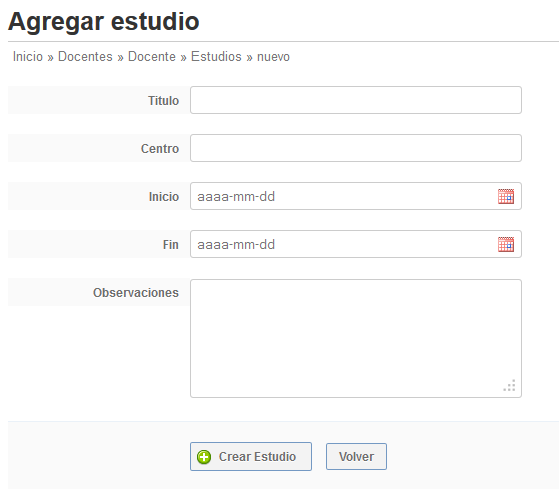 Agregar estudio
Inicio » Docentes » Docente » Estudios » nuevo
Titulo
Centro
Inicio aaaa-mm-dd
Fin aaaa-mm-dd
Observaciones
Crear Estudio Volver